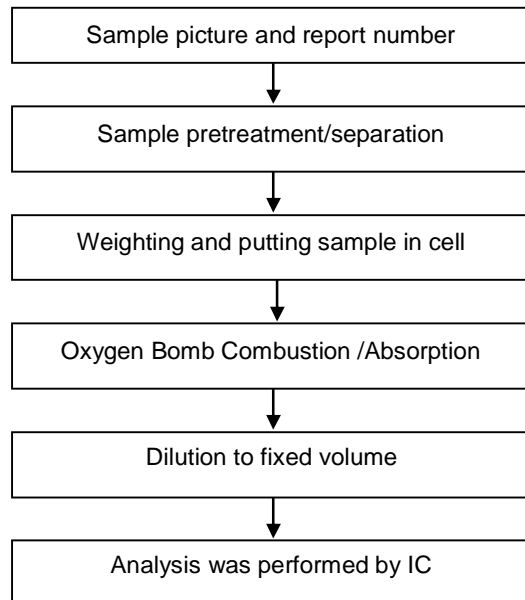 Sample picture and report number
Sample pretreatment/separation
Weighting and putting sample in cell
Oxygen Bomb Combustion /Absorption
Dilution to fixed volume
Analysis was performed by IC